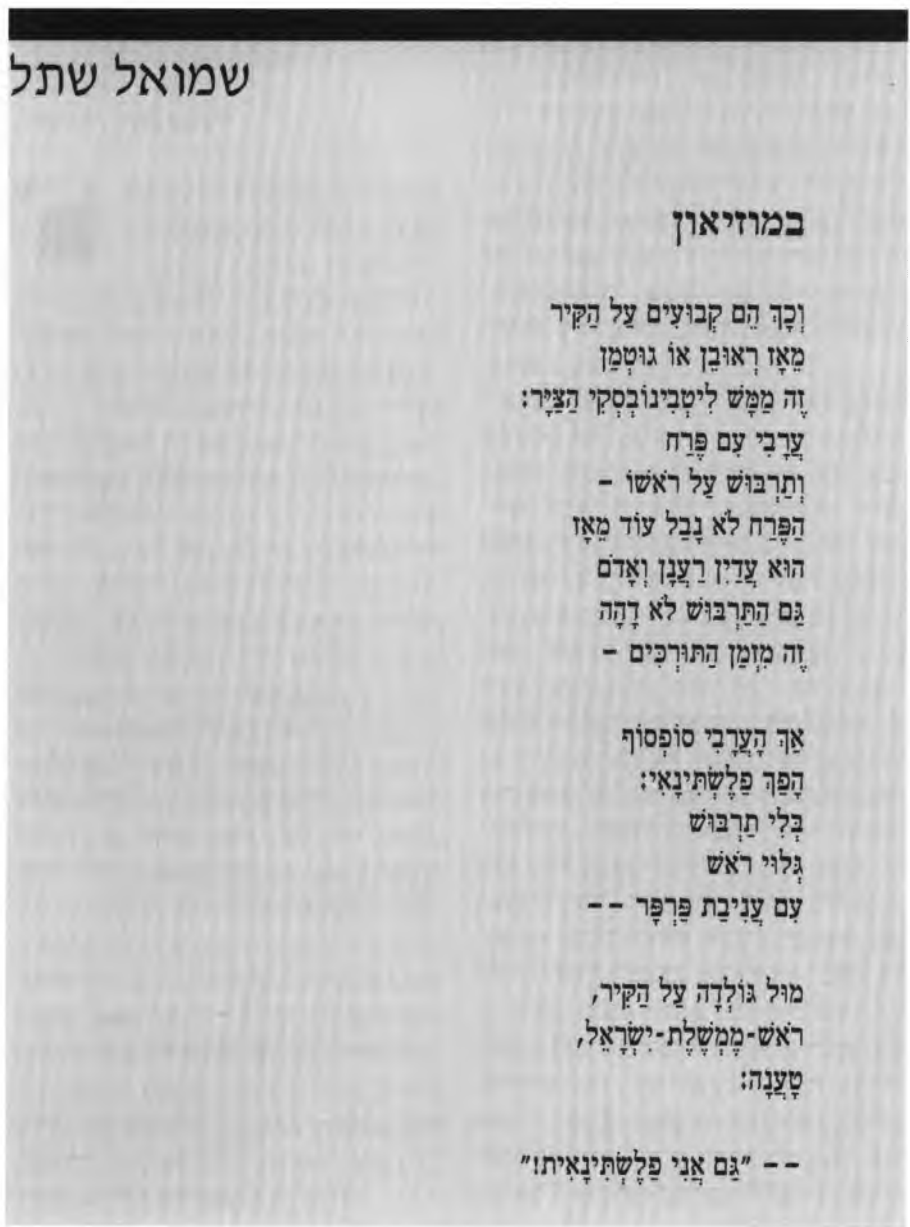 שמואל שתל
במוזיאון
וְכָךְ הֵם קְבוּעִים עַל הַקִּיר
מֵאָז רְאוּבֵן אוֹ גוּטְמַן
זֶה מַמָּשׁ לִיטְבִינוֹבְסְקִי הַצַּיָּר:
עֲרָבִי עִם פֶּרַח
וְתַרְבּוּשׁ עַל רֹאשׁוֹ –
הַפֶּרַח לֹא נָבַל עוֹד מֵאָז
הוּא עֲדַיִן רַעֲנָן וְאָדֹם
גַּם הַתַּרְבּוּשׁ לֹא דָהָה
זֶה מִזְּמַן הַתּוּרְכִּים –
אַךְ הָעֲרָבִי סוֹפְסוֹף
הָפַךְ פַלֶשְׂתִּינָאִי:
בְּלִי תַרְבּוּשׁ
גְּלוּי רֹאשׁ
עִם עֲנִיבַת פַּרְפָּר – –
מוּל גּוֹלְדָה עַל הַקִּיר,
רֹאשׁ-מֶמְשֶׁלֶת-יִשְׂרָאֵל,
טָעֲנָה:
– – "גַּם אֲנִי פַלֶשְׂתִּינָאִית!"